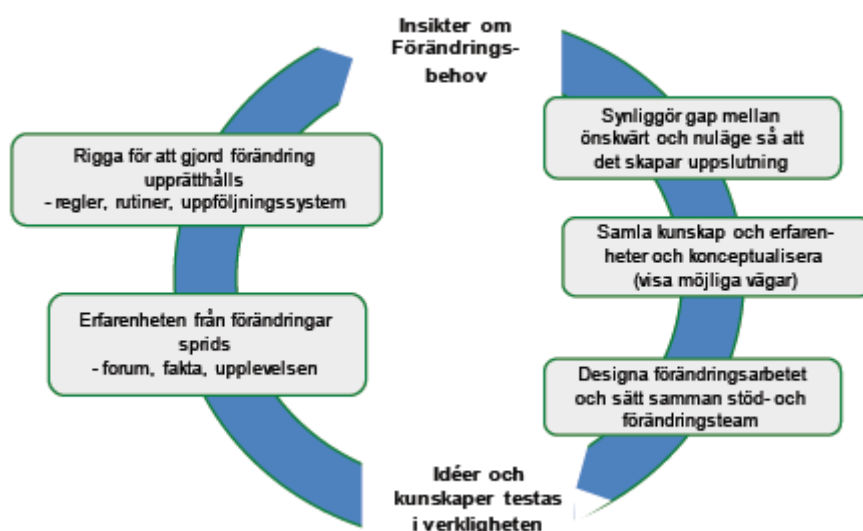 Insikter om
Förändrings-
behov
Synliggör gap mellan
önskvärt och nuläge så att
det skapar uppslutning
Samla kunskap och erfaren-
heter och konceptualisera
(visa möjliga vägar)
Designa förändringsarbetet
och sätt samman stöd- och
förändringsteam
Idéer och
kunskaper testas
i verkligheten
Erfarenheten från förändringar
sprids
- forum, fakta, upplevelsen
Rigga för att gjord förändring
upprätthålls
- regler, rutiner, uppföljningssystem